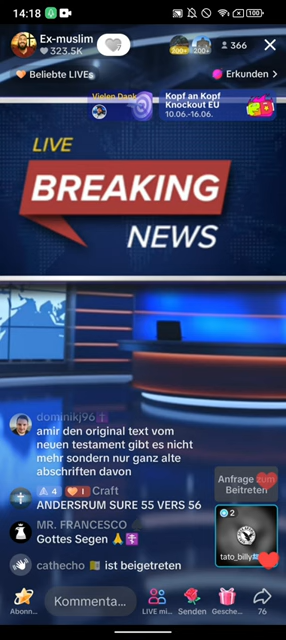 14:18
100
Ex-muslim
323.5K
200+
200+
366
Beliebte LIVEs
Erkunden >
Vielen Dank
Kopf an Kopf
Knockout EU
10.06.-16.06.
LIVE
BREAKING
NEWS
dominikj96
amir den original text vom
neuen testament gibt es nicht
mehr sondern nur ganz alte
abschriften davon
4 1 Craft
ANDERSRUM SURE 55 VERS 56
Anfrage zum
Beitreten
MR. FRANCESCO
Gottes Segen 🙏✝️
2
tato_billy
cathecho ist beigetreten
Kommenta...
Abonn...
LIVE mi...
Senden
Gesche...
76